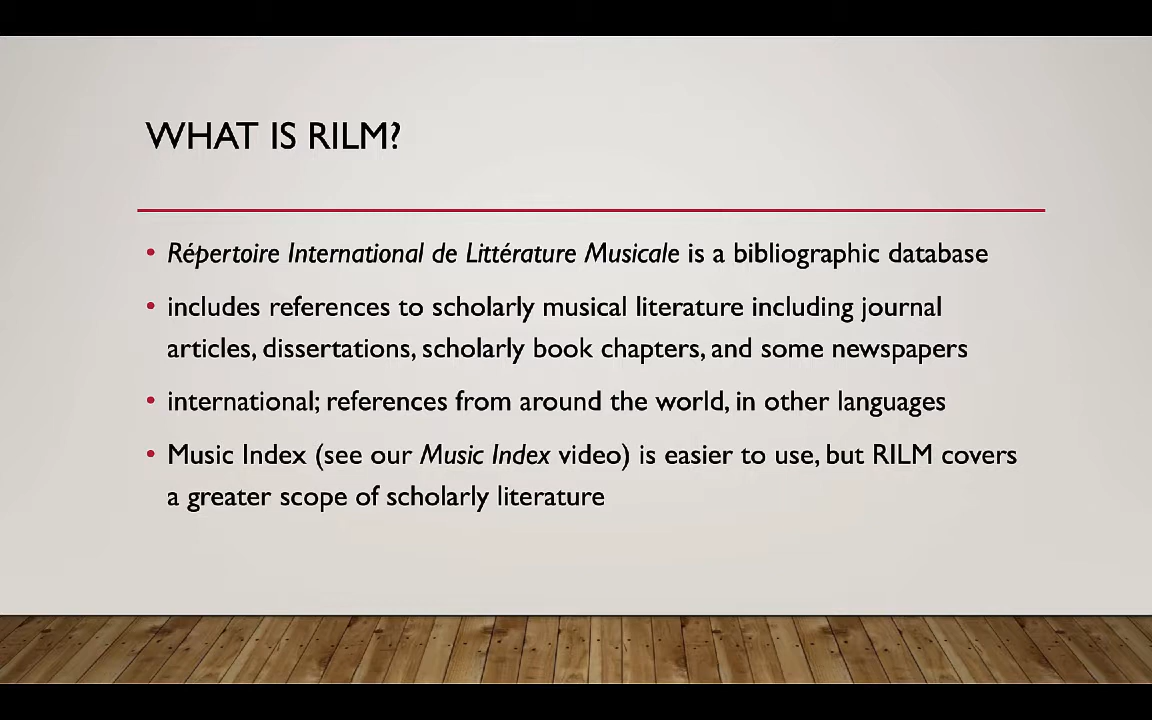 WHAT IS RILM?
• Répertoire International de Littérature Musicale is a bibliographic database
• includes references to scholarly musical literature including journal
articles, dissertations, scholarly book chapters, and some newspapers
• international; references from around the world, in other languages
• Music Index (see our Music Index video) is easier to use, but RILM covers
a greater scope of scholarly literature